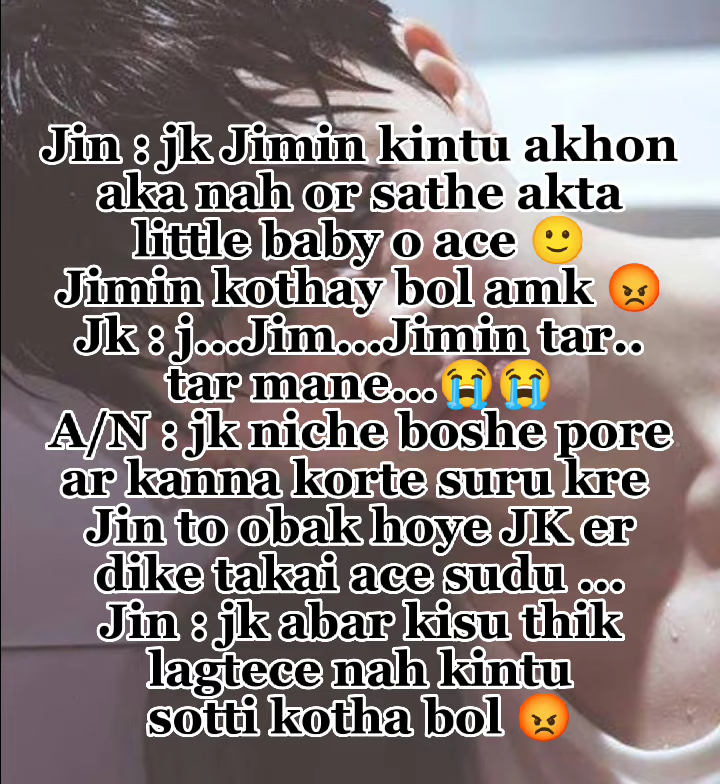 Jin : jk Jimin kintu akhon
aka nah or sathe akta
little baby o ace 🙂
Jimin kothay bol amk 😡
Jk : j...Jim...Jimin tar..
tar mane...😭😭
A/N : jk niche boshe pore
ar kanna korte suru kre
Jin to obak hoye JK er
dike takai ace sudu ...
Jin : jk abar kisu thik
lagtece nah kintu
sotti kotha bol 😡